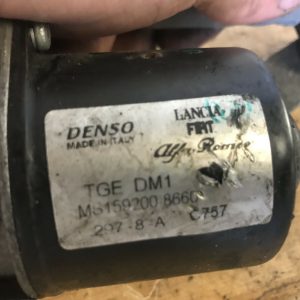 DENSO
MADE IN ITALY
LANCIA
FIAT
Alfa Romeo
TGE DM1
MS159200 8660
297-8 A C757